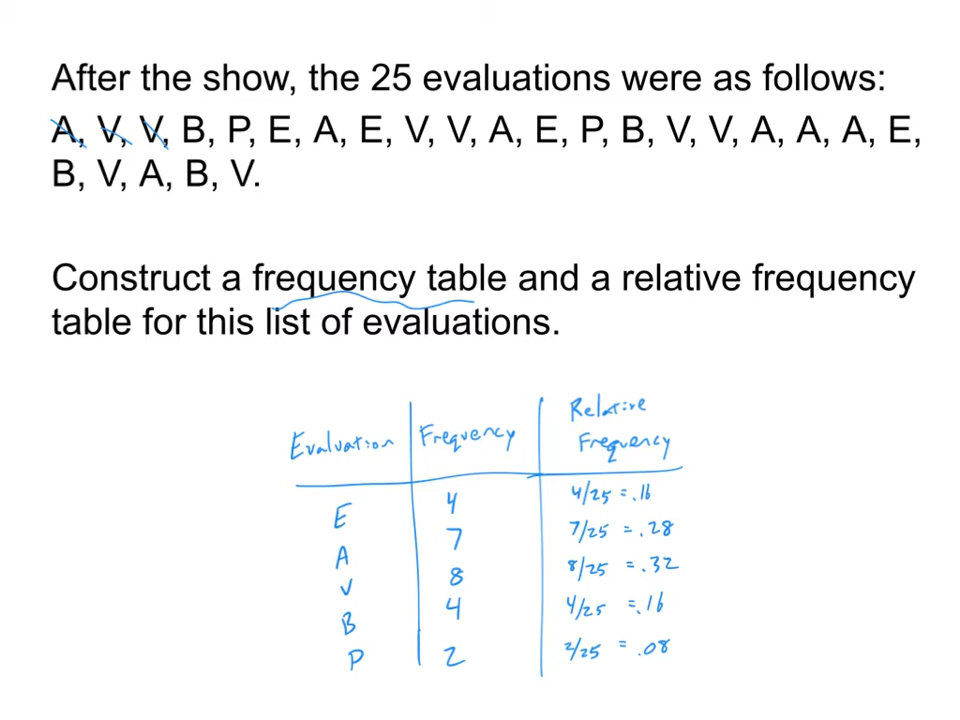 After the show, the 25 evaluations were as follows:
A, V, V, B, P, E, A, E, V, V, A, E, P, B, V, V, A, A, A, E,
B, V, A, B, V.
Construct a frequency table and a relative frequency
table for this list of evaluations.
Evaluation Frequency Relative Frequency
E 4 4/25 = .16
A 7 7/25 = .28
V 8 8/25 = .32
B 4 4/25 = .16
P 2 2/25 = .08